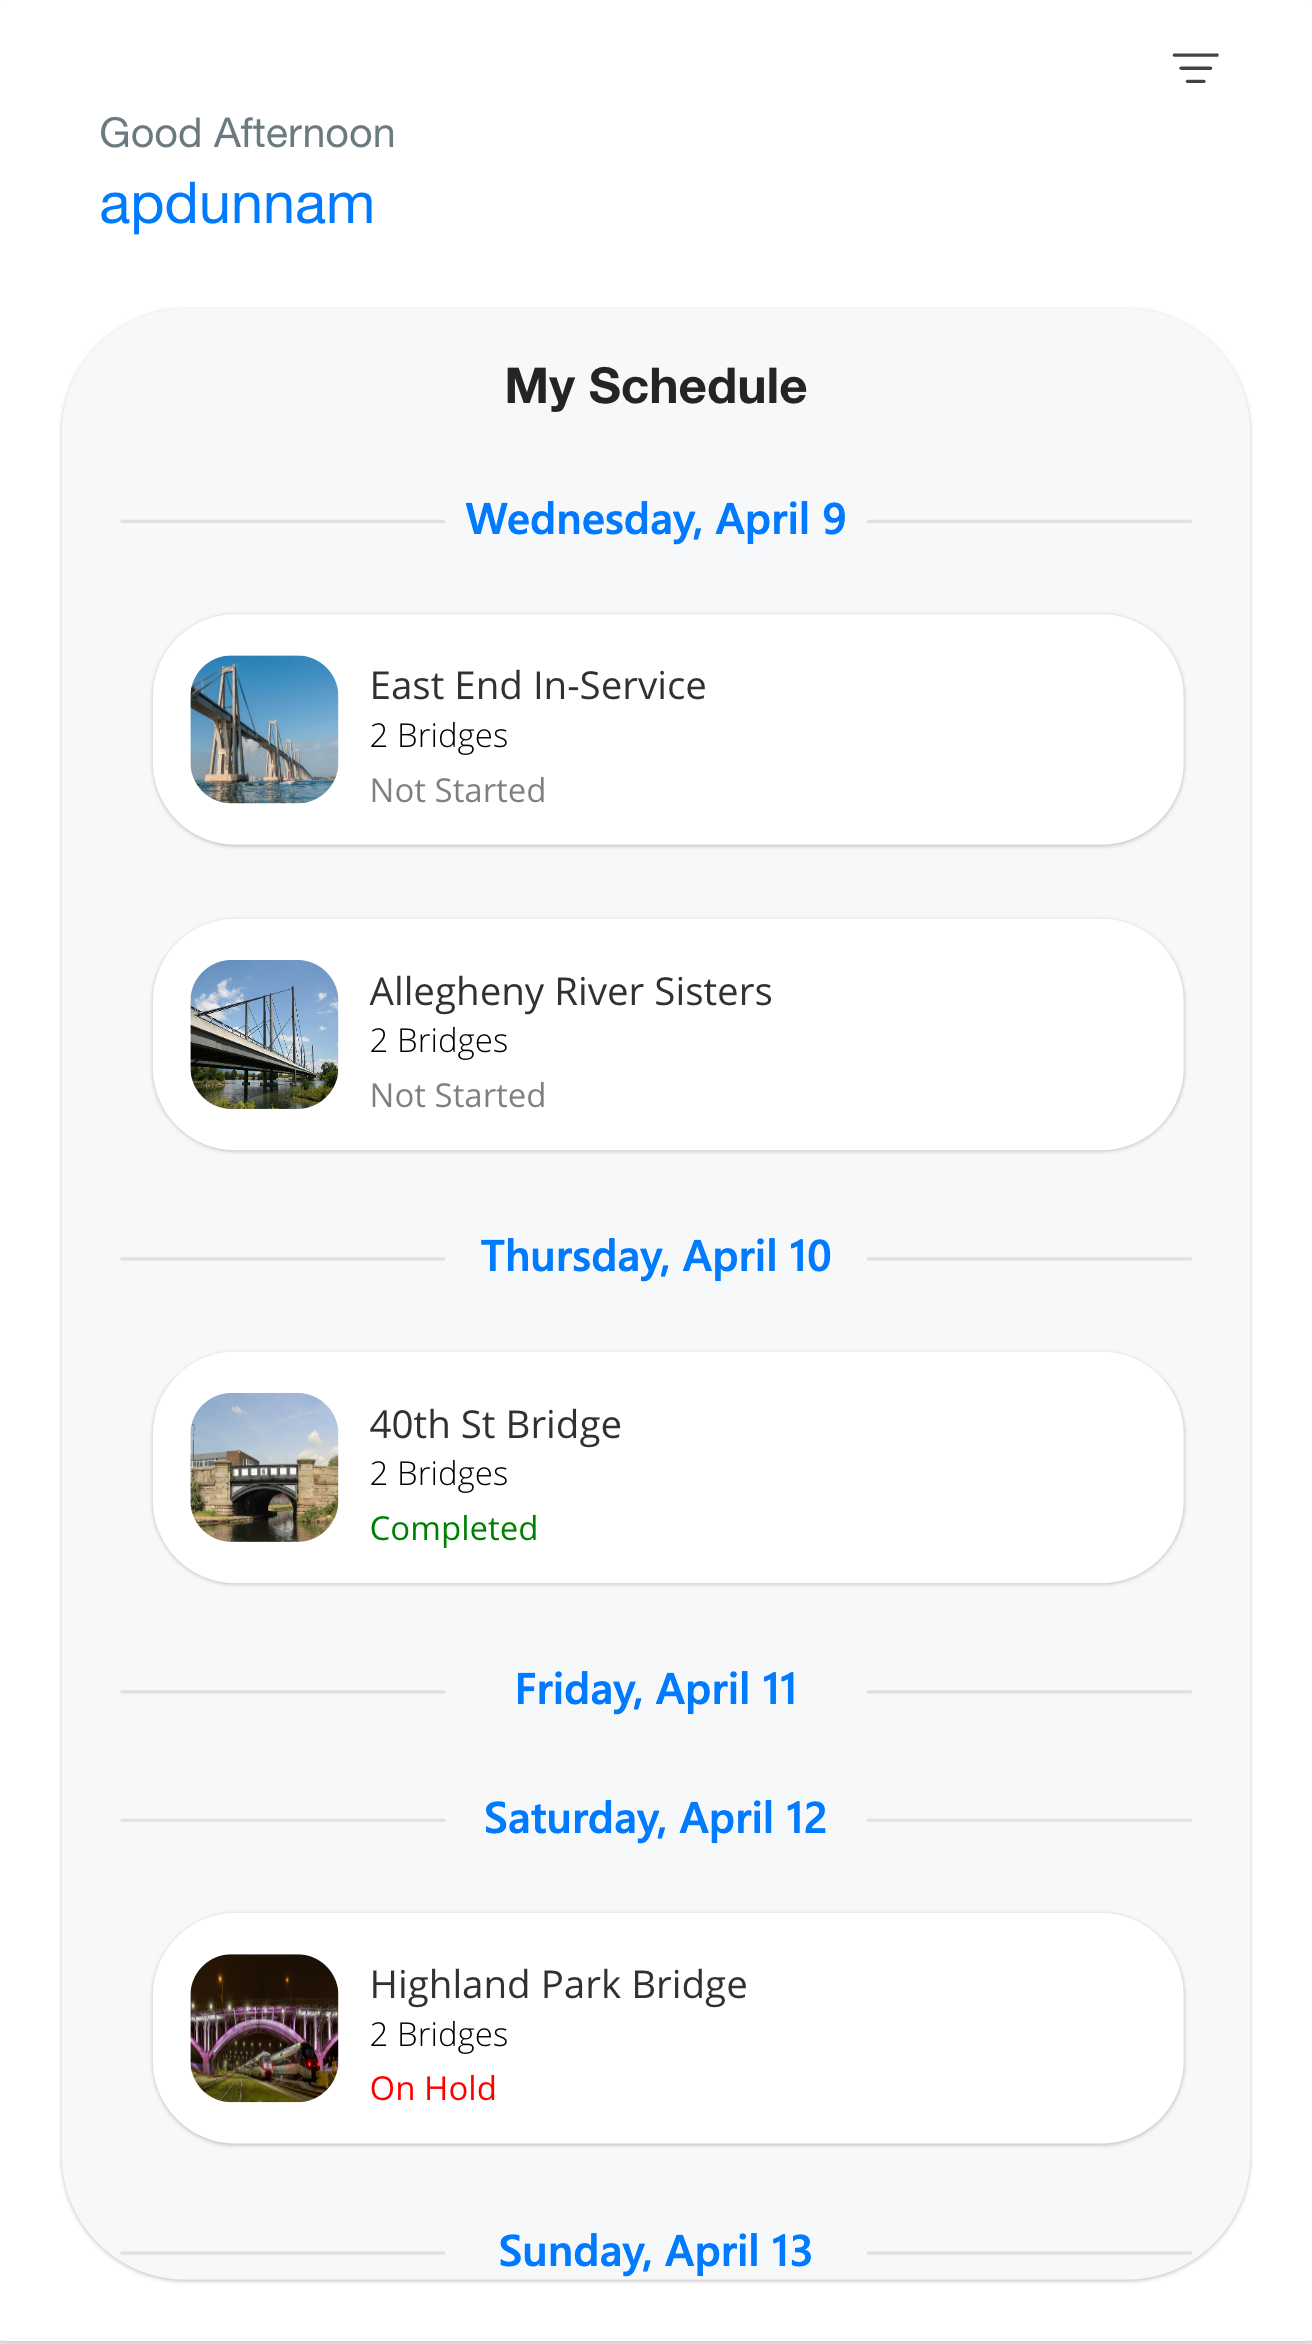 Good Afternoon
apdunnam
My Schedule
Wednesday, April 9
East End In-Service
2 Bridges
Not Started
Allegheny River Sisters
2 Bridges
Not Started
Thursday, April 10
40th St Bridge
2 Bridges
Completed
Friday, April 11
Saturday, April 12
Highland Park Bridge
2 Bridges
On Hold
Sunday, April 13